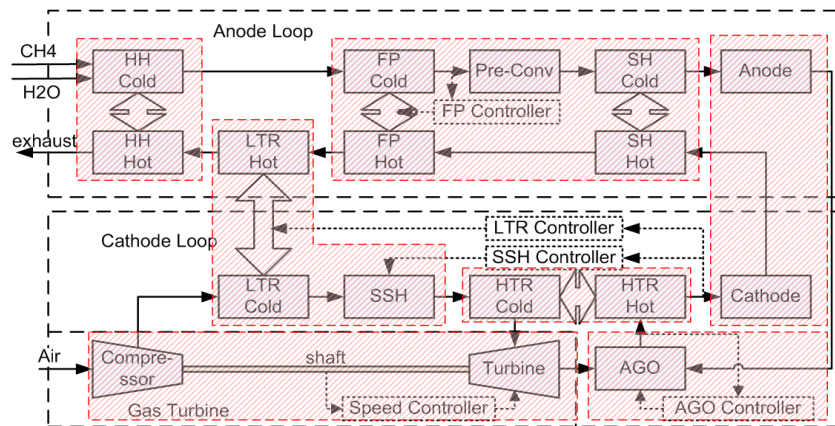 Anode Loop
CH4
H2O
exhaust
HH
Cold
FP
Cold
Pre-Conv
SH
Cold
Anode
FP Controller
HH
Hot
LTR
Hot
FP
Hot
SH
Hot
Cathode Loop
LTR Controller
SSH Controller
LTR
Cold
SSH
HTR
Cold
HTR
Hot
Cathode
Air
Compre-
ssor
shaft
Turbine
AGO
Gas Turbine
Speed Controller
AGO Controller